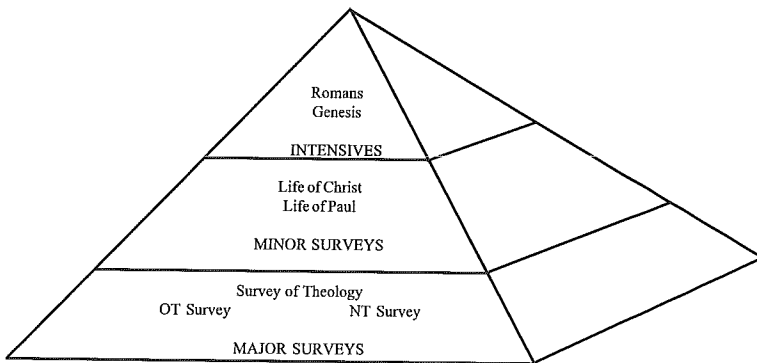 Romans
Genesis
INTENSIVES
Life of Christ
Life of Paul
MINOR SURVEYS
Survey of Theology
OT Survey NT Survey
MAJOR SURVEYS